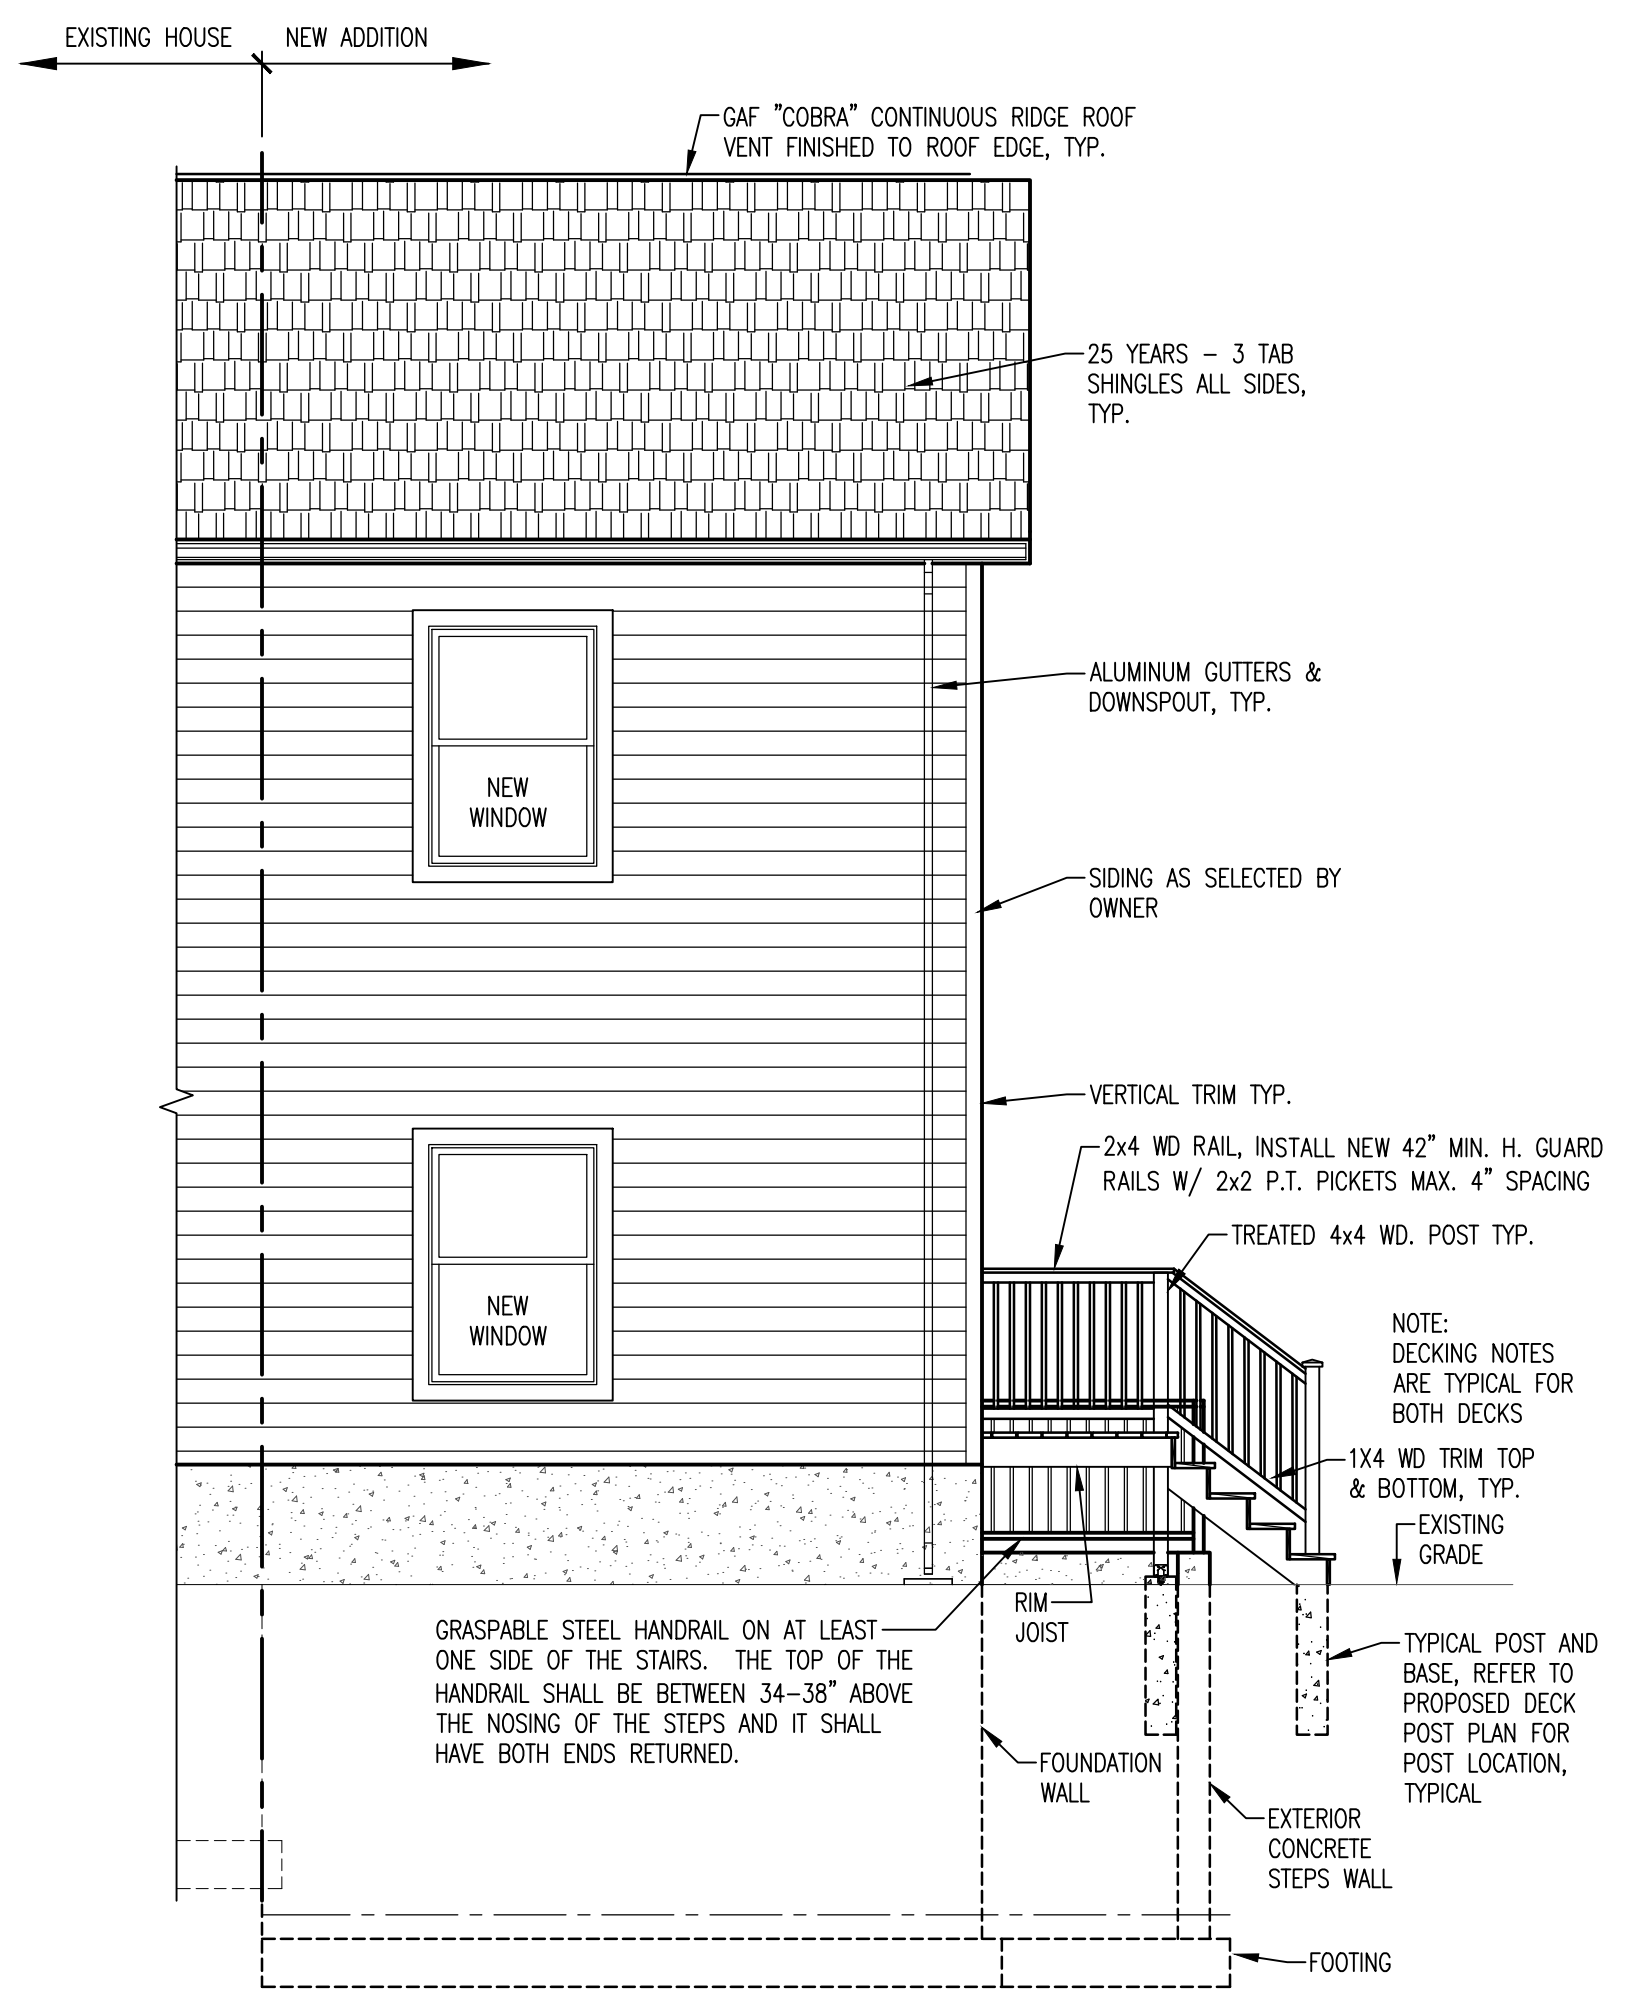 EXISTING HOUSE
NEW ADDITION
GAF "COBRA" CONTINUOUS RIDGE ROOF
VENT FINISHED TO ROOF EDGE, TYP.
25 YEARS - 3 TAB
SHINGLES ALL SIDES,
TYP.
ALUMINUM GUTTERS &
DOWNSPOUT, TYP.
NEW
WINDOW
SIDING AS SELECTED BY
OWNER
VERTICAL TRIM TYP.
2x4 WD RAIL, INSTALL NEW 42" MIN. H. GUARD
RAILS W/ 2x2 P.T. PICKETS MAX. 4" SPACING
TREATED 4x4 WD. POST TYP.
NEW
WINDOW
NOTE:
DECKING NOTES
ARE TYPICAL FOR
BOTH DECKS
1X4 WD TRIM TOP
& BOTTOM, TYP.
EXISTING
GRADE
RIM
JOIST
GRASPABLE STEEL HANDRAIL ON AT LEAST
ONE SIDE OF THE STAIRS. THE TOP OF THE
HANDRAIL SHALL BE BETWEEN 34-38" ABOVE
THE NOSING OF THE STEPS AND IT SHALL
HAVE BOTH ENDS RETURNED.
TYPICAL POST AND
BASE, REFER TO
PROPOSED DECK
POST PLAN FOR
POST LOCATION,
TYPICAL
FOUNDATION
WALL
EXTERIOR
CONCRETE
STEPS WALL
FOOTING